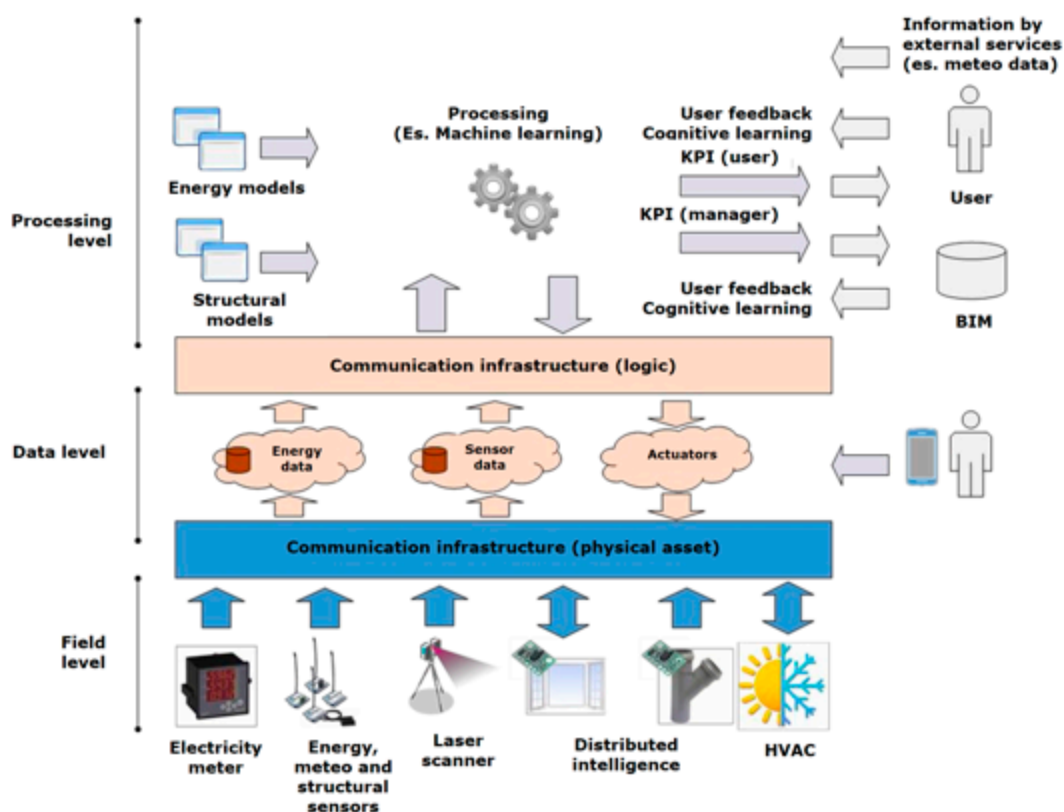 Information by
external services
(es. meteo data)
Processing
(Es. Machine learning)
User feedback
Cognitive learning
KPI (user)
Energy models
User
Processing
level
KPI (manager)
User feedback
Cognitive learning
Structural
models
BIM
Communication infrastructure (logic)
Data level
Energy
data
Sensor
data
Actuators
Communication infrastructure (physical asset)
Field
level
Electricity
meter
Energy,
meteo and
structural
sensors
Laser
scanner
Distributed
intelligence
HVAC